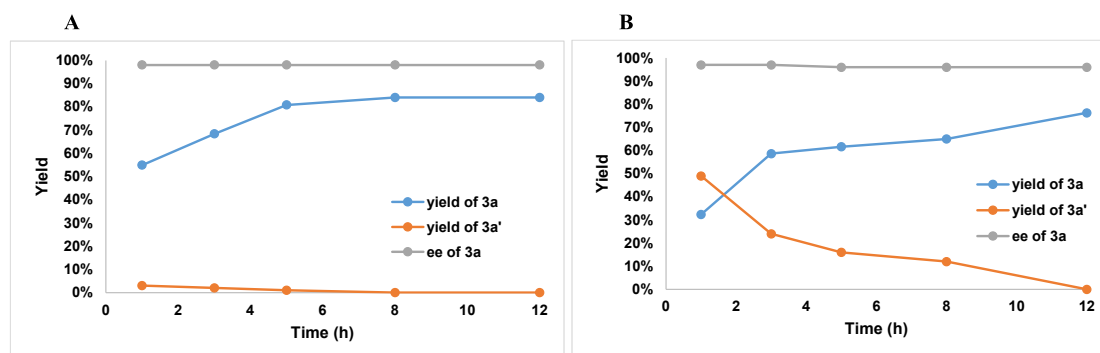 A
100%
90%
80%
70%
60%
50%
40%
30%
20%
10%
0%
Yield
0 2 4 6 8 10 12
Time (h)
yield of 3a
yield of 3a'
ee of 3a
B
0 2 4 6 8 10 12
100%
90%
80%
70%
60%
50%
40%
30%
20%
10%
0%
Yield
Time (h)
yield of 3a
yield of 3a'
ee of 3a